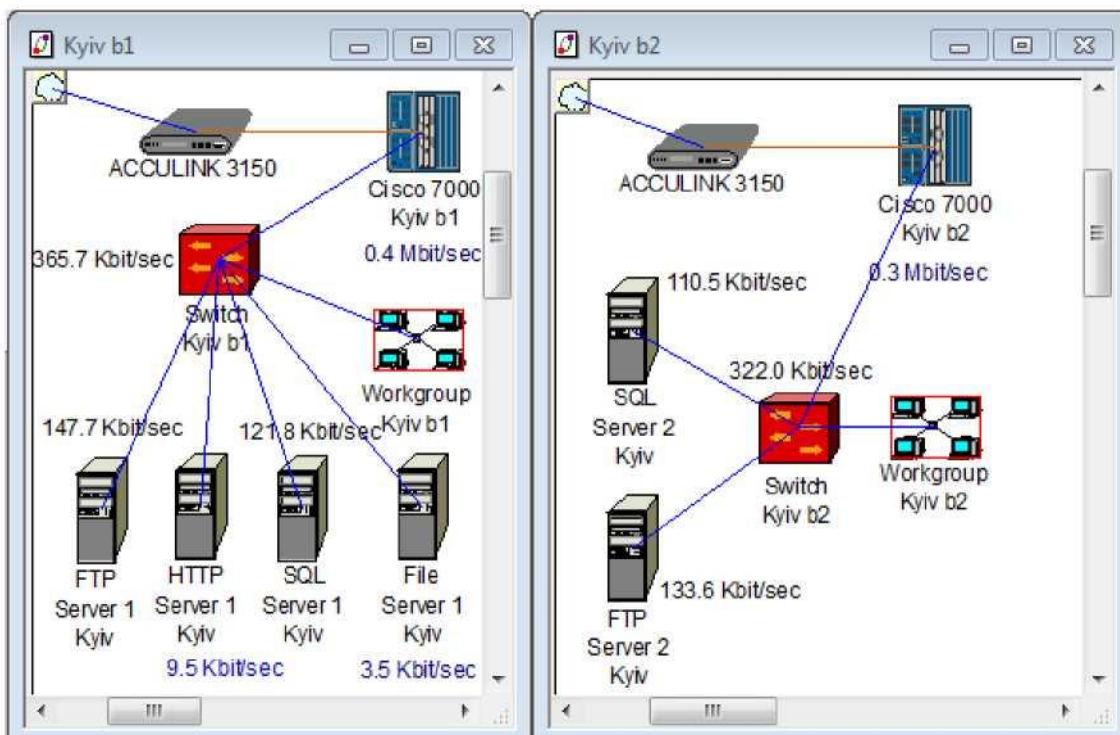 Kyiv b1
ACCULINK 3150
Cisco 7000
Kyiv b1
0.4 Mbit/sec
365.7 Kbit/sec
Switch
Kyiv b1
Workgroup
Kyiv b1
147.7 Kbit/sec
121.8 Kbit/sec
FTP
Server 1
Kyiv
HTTP
Server 1
Kyiv
SQL
Server 1
Kyiv
File
Server 1
Kyiv
9.5 Kbit/sec
3.5 Kbit/sec
Kyiv b2
ACCULINK 3150
Cisco 7000
Kyiv b2
0.3 Mbit/sec
110.5 Kbit/sec
SQL
Server 2
Kyiv
322.0 Kbit/sec
Switch
Kyiv b2
Workgroup
Kyiv b2
133.6 Kbit/sec
FTP
Server 2
Kyiv